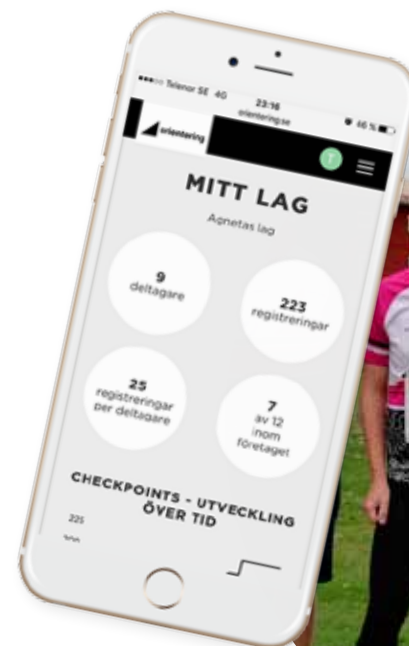 Telenor SE 4G
23:16
46 %
orientering.se
orientering
T
MITT LAG
Agnetas lag
9
deltagare
223
registreringar
25
registreringar
per deltagare
7
av 12
inom
företaget
CHECKPOINTS - UTVECKLING
ÖVER TID
225